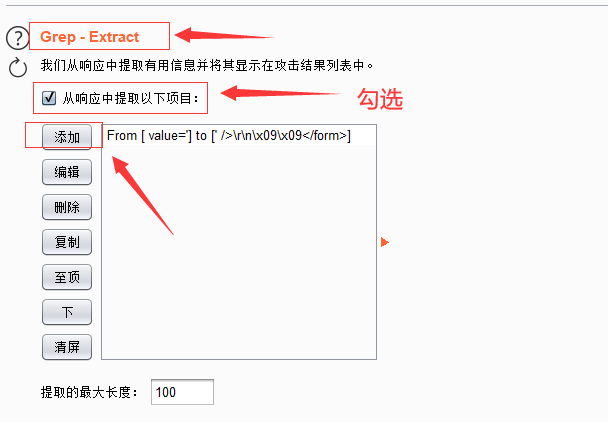 Grep - Extract
我们从响应中提取有用信息并将其显示在攻击结果列表中。
从响应中提取以下项目：
勾选
添加
From [ value='] to [' />\r\n\x09\x09</form>]
编辑
删除
复制
至顶
下
清屏
提取的最大长度： 100